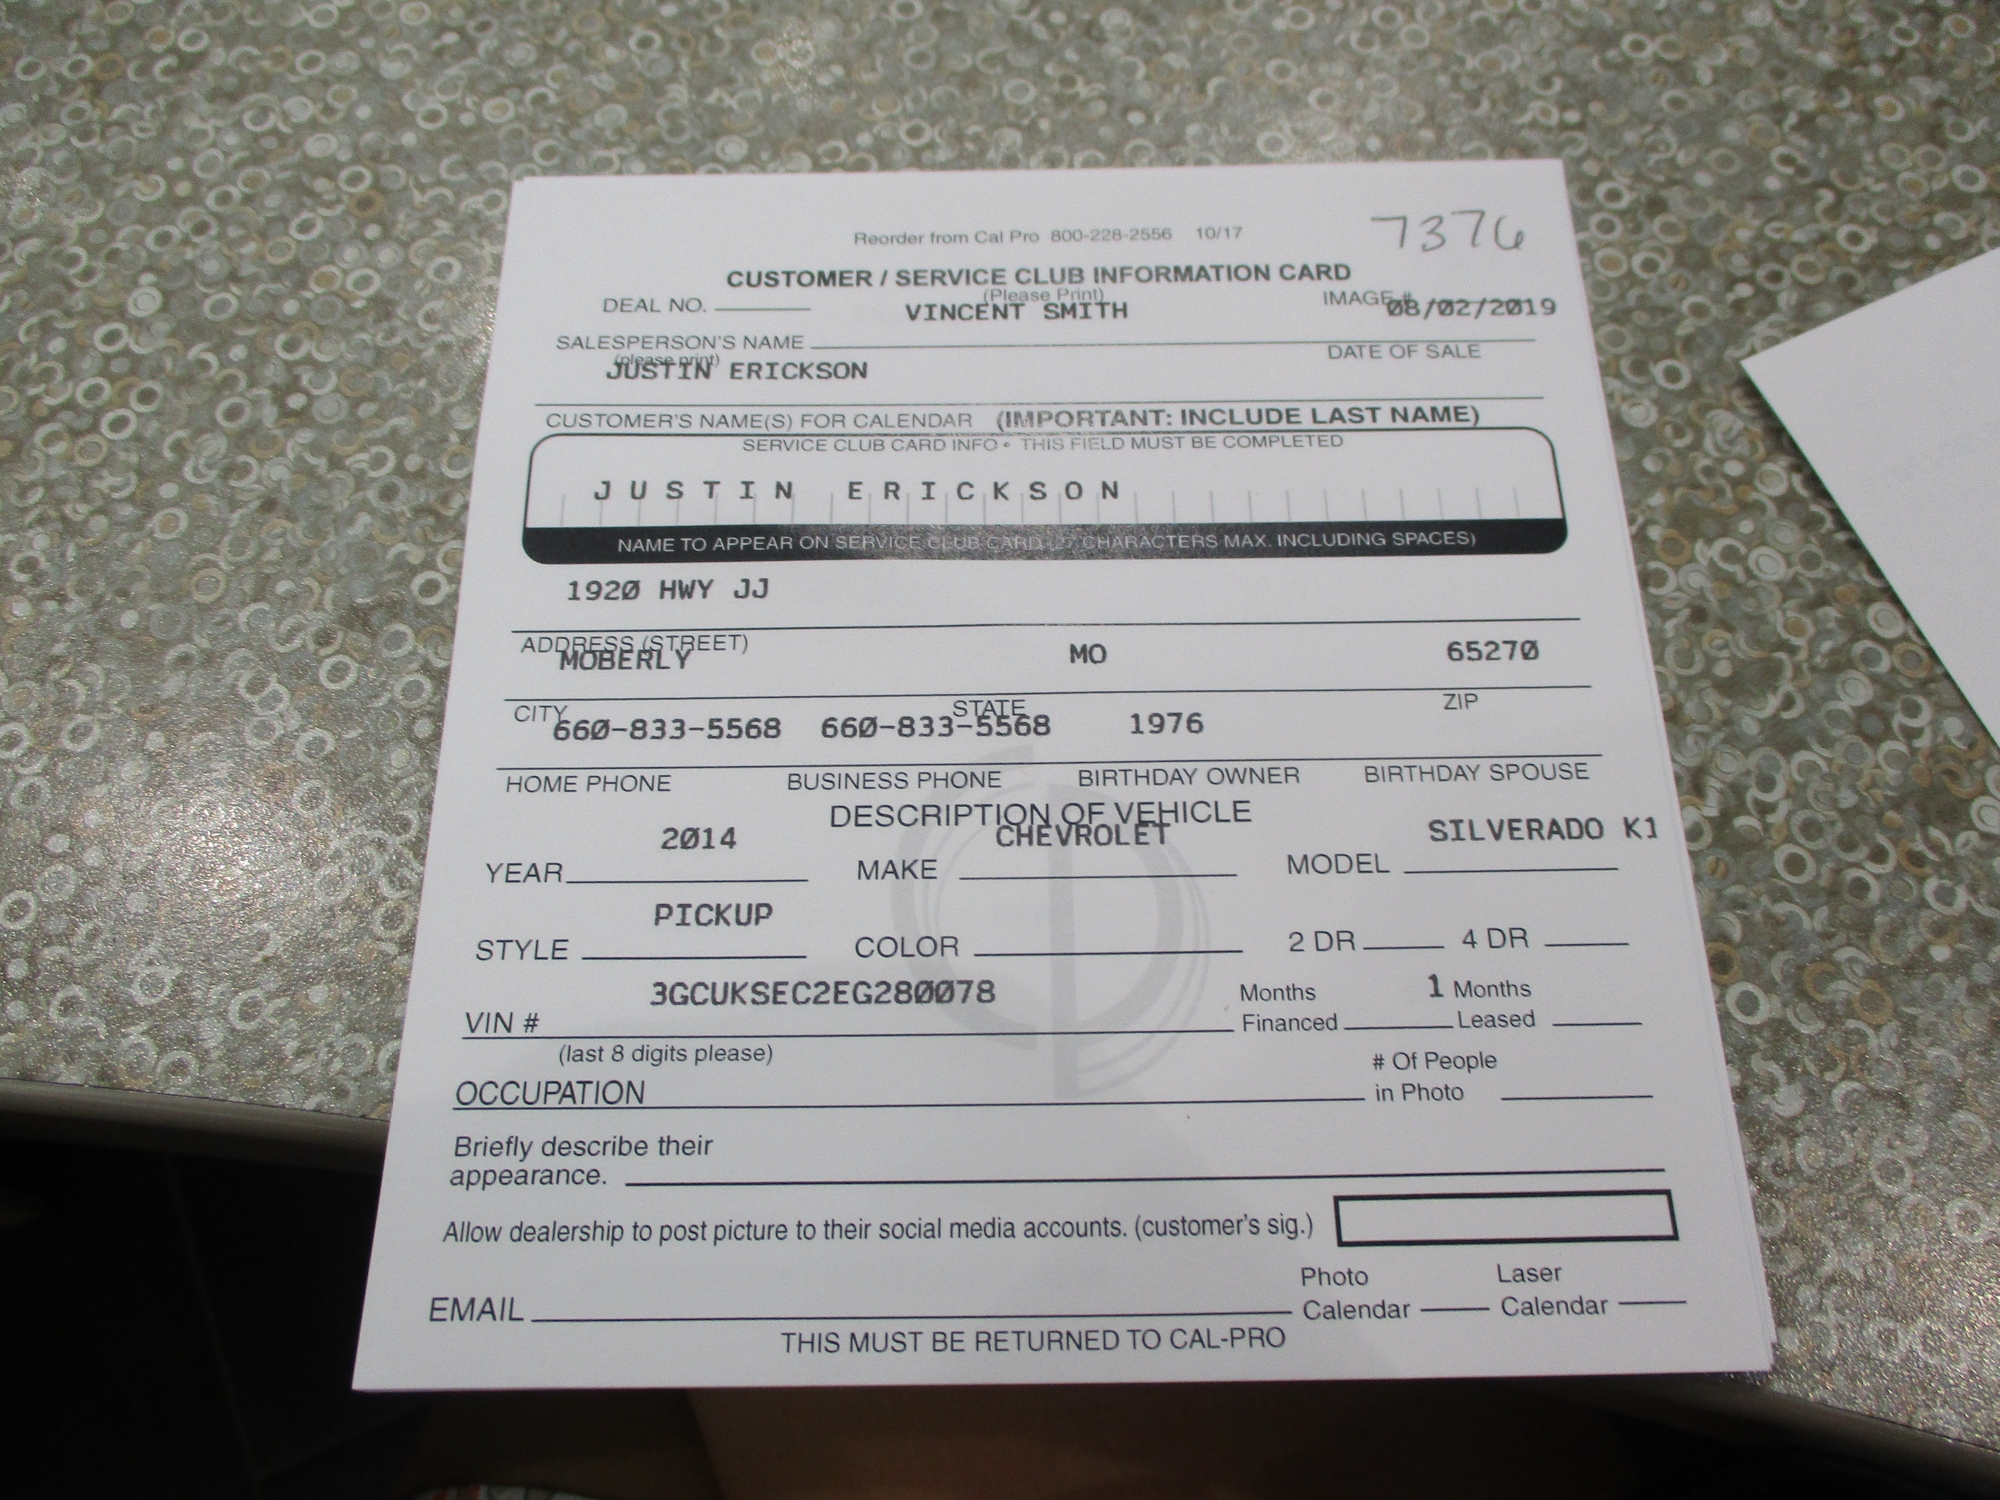 Reorder from Cal Pro 800-228-2556 10/17
7376
CUSTOMER / SERVICE CLUB INFORMATION CARD
(Please Print)
DEAL NO. VINCENT SMITH IMAGE # 08/02/2019
SALESPERSON'S NAME DATE OF SALE
(please print)
JUSTIN ERICKSON
CUSTOMER'S NAME(S) FOR CALENDAR (IMPORTANT: INCLUDE LAST NAME)
SERVICE CLUB CARD INFO • THIS FIELD MUST BE COMPLETED
JUSTIN ERICKSON
NAME TO APPEAR ON SERVICE CLUB CARD (27 CHARACTERS MAX. INCLUDING SPACES)
1920 HWY JJ
ADDRESS (STREET)
MOBERLY MO 65270
CITY STATE ZIP
660-833-5568 660-833-5568 1976
HOME PHONE BUSINESS PHONE BIRTHDAY OWNER BIRTHDAY SPOUSE
DESCRIPTION OF VEHICLE
2014 CHEVROLET SILVERADO K1
YEAR MAKE MODEL
PICKUP
STYLE COLOR 2 DR 4 DR
3GCUKSEC2EG280078 Months 1 Months
VIN # Financed Leased
(last 8 digits please) # Of People
OCCUPATION in Photo
Briefly describe their
appearance.
Allow dealership to post picture to their social media accounts. (customer's sig.)
Photo Laser
EMAIL Calendar Calendar
THIS MUST BE RETURNED TO CAL-PRO